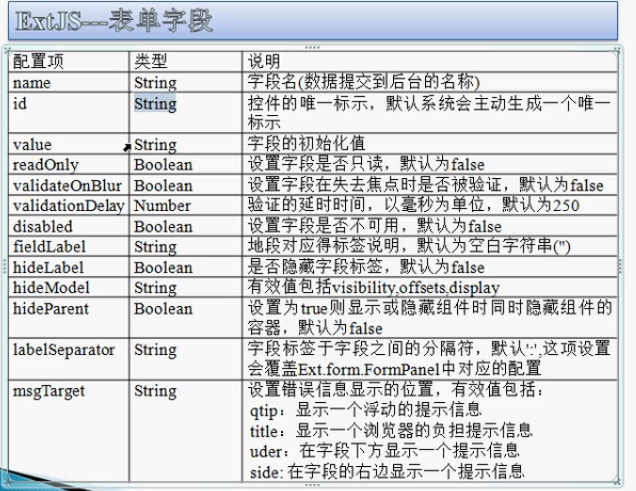 ExtJS---表单字段
配置项 类型 说明
name String 字段名(数据提交到后台的名称)
id String 控件的唯一标示，默认系统会主动生成一个唯一
标示
value String 字段的初始化值
readOnly Boolean 设置字段是否只读，默认为false
validateOnBlur Boolean 设置字段在失去焦点时是否被验证，默认为false
validationDelay Number 验证的延时时间，以毫秒为单位，默认为250
disabled Boolean 设置字段是否不可用，默认为false
fieldLabel String 地段对应得标签说明，默认为空白字符串('')
hideLabel Boolean 是否隐藏字段标签，默认为false
hideModel String 有效值包括visibility,offsets,display
hideParent Boolean 设置为true则显示或隐藏组件时同时隐藏组件的
容器，默认为false
labelSeparator String 字段标签于字段之间的分隔符，默认':',这项设置
会覆盖Ext.form.FormPanel中对应的配置
msgTarget String 设置错误信息显示的位置，有效值包括：
qtip：显示一个浮动的提示信息
title：显示一个浏览器的负担提示信息
uder：在字段下方显示一个提示信息
side: 在字段的右边显示一个提示信息